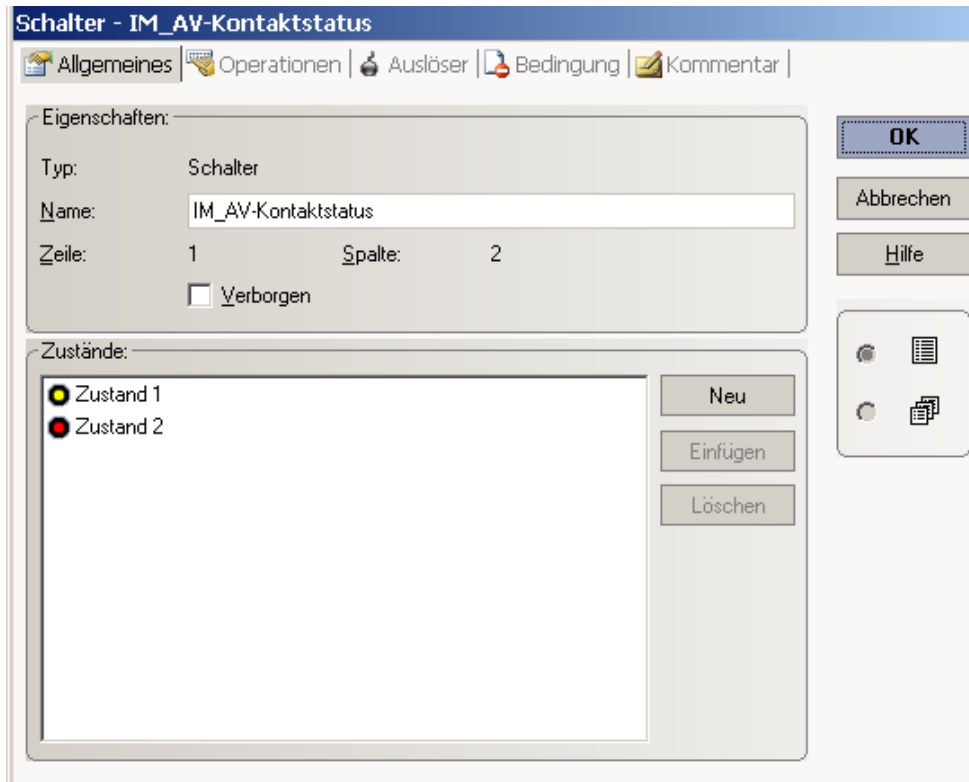 Schalter - IM_AV-Kontaktstatus
Allgemeines Operationen Auslöser Bedingung Kommentar
Eigenschaften:
Typ: Schalter
Name: IM_AV-Kontaktstatus
Zeile: 1 Spalte: 2
Verborgen
Zustände:
Zustand 1
Zustand 2
Neu
Einfügen
Löschen
OK
Abbrechen
Hilfe